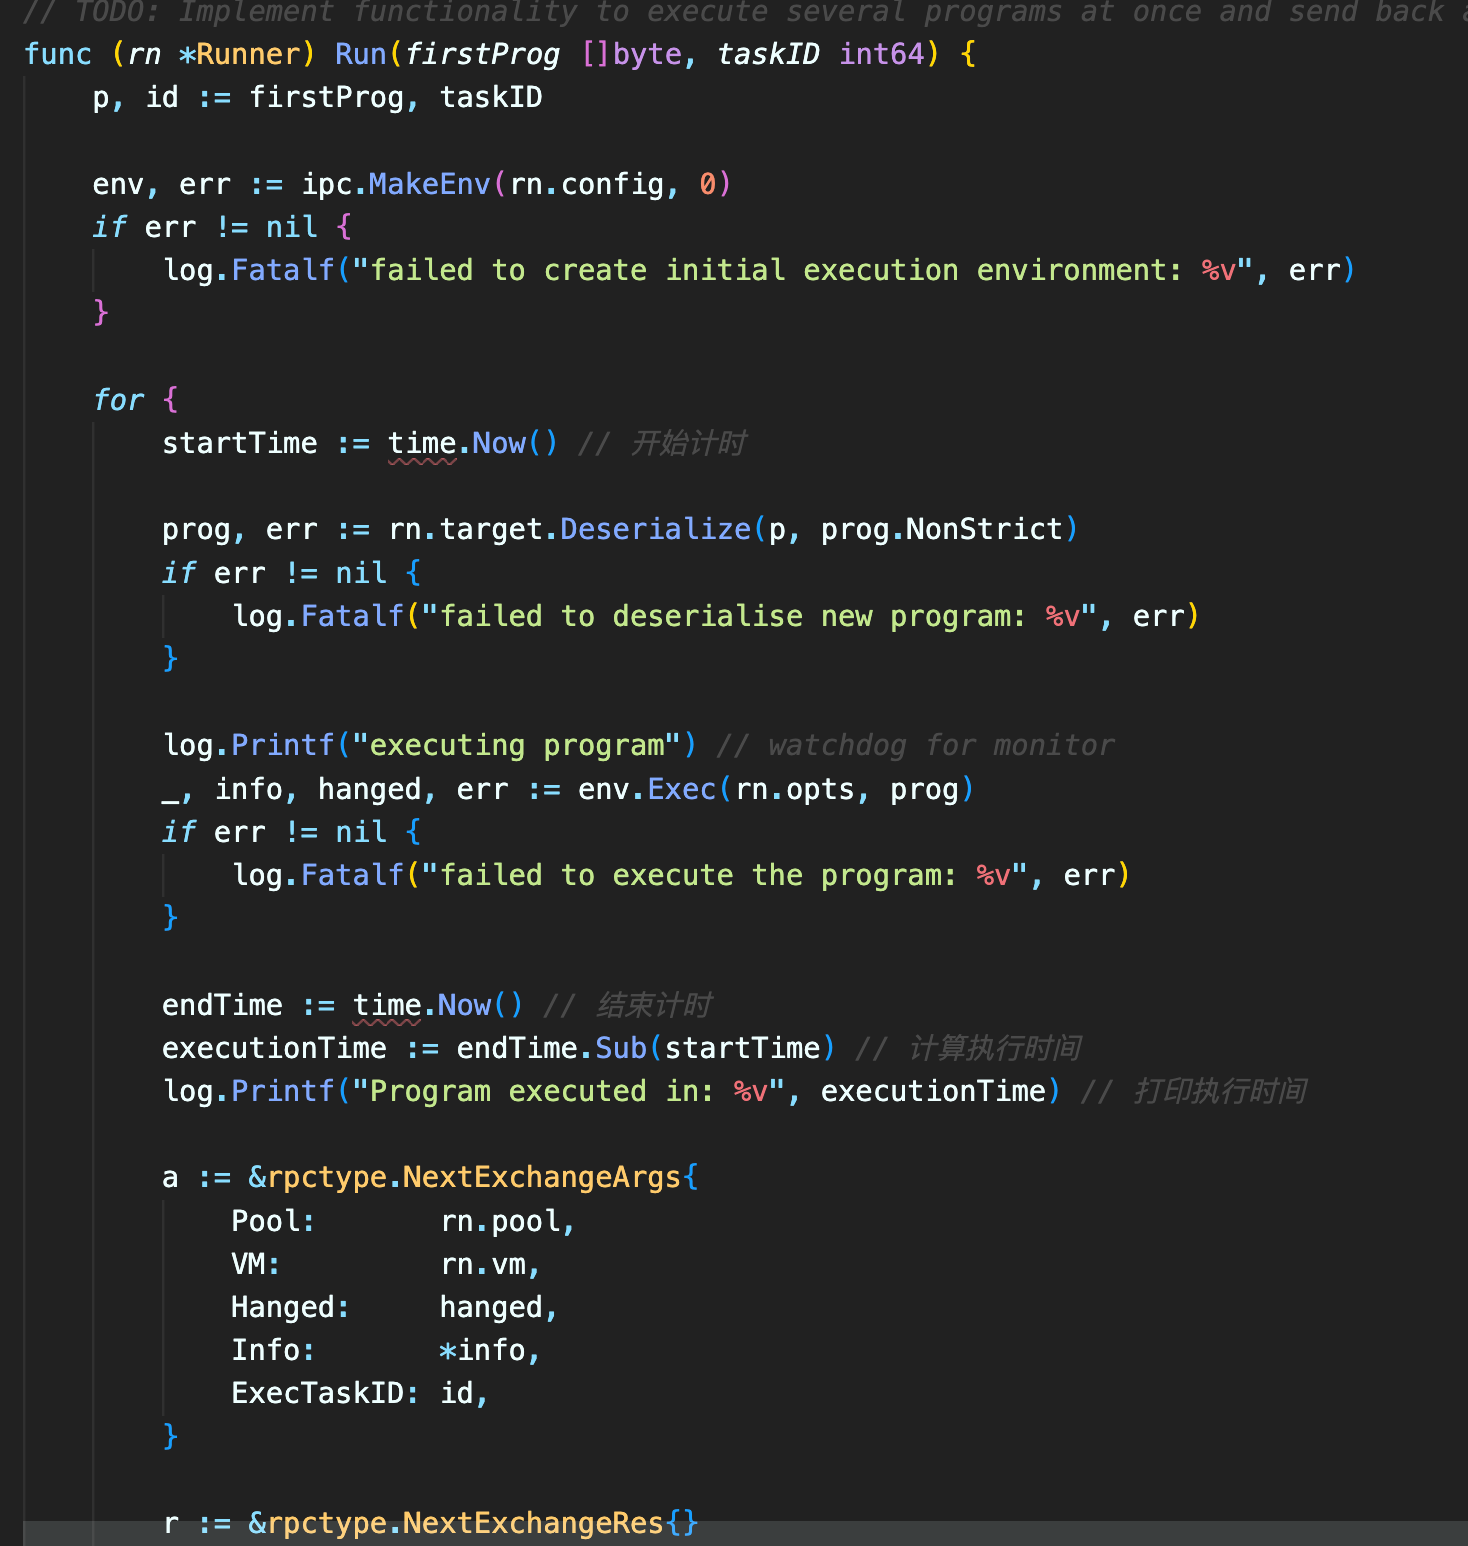 // TODO: Implement functionality to execute several programs at once and send back
func (rn *Runner) Run(firstProg []byte, taskID int64) {
p, id := firstProg, taskID
env, err := ipc.MakeEnv(rn.config, 0)
if err != nil {
log.Fatalf("failed to create initial execution environment: %v", err)
}
for {
startTime := time.Now() // 开始计时
prog, err := rn.target.Deserialize(p, prog.NonStrict)
if err != nil {
log.Fatalf("failed to deserialise new program: %v", err)
}
log.Printf("executing program") // watchdog for monitor
_, info, hanged, err := env.Exec(rn.opts, prog)
if err != nil {
log.Fatalf("failed to execute the program: %v", err)
}
endTime := time.Now() // 结束计时
executionTime := endTime.Sub(startTime) // 计算执行时间
log.Printf("Program executed in: %v", executionTime) // 打印执行时间
a := &rpctype.NextExchangeArgs{
Pool: rn.pool,
VM: rn.vm,
Hanged: hanged,
Info: *info,
ExecTaskID: id,
}
r := &rpctype.NextExchangeRes{}